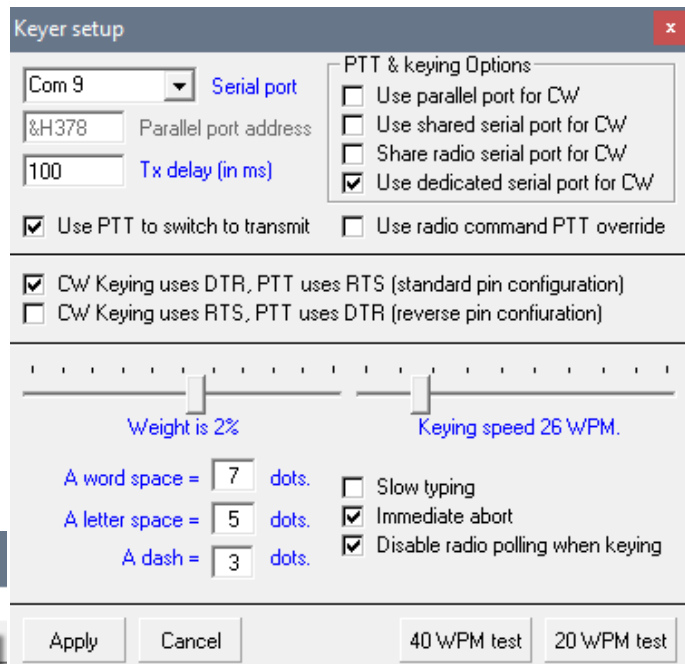 Keyer setup
x
Com 9 Serial port
&H378 Parallel port address
100 Tx delay (in ms)
PTT & keying Options
Use parallel port for CW
Use shared serial port for CW
Share radio serial port for CW
Use dedicated serial port for CW
Use PTT to switch to transmit
Use radio command PTT override
CW Keying uses DTR, PTT uses RTS (standard pin configuration)
CW Keying uses RTS, PTT uses DTR (reverse pin confiuration)
Weight is 2%
Keying speed 26 WPM.
A word space = 7 dots.
A letter space = 5 dots.
A dash = 3 dots.
Slow typing
Immediate abort
Disable radio polling when keying
Apply
Cancel
40 WPM test
20 WPM test